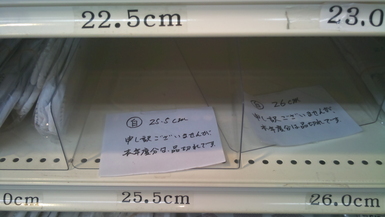 22.5cm
23.0
白 25.5cm
申し訳ございませんが
本年度分は、品切れです
白 26cm
申し訳ございませんが
本年度分は品切れです
0cm
25.5cm
26.0cm